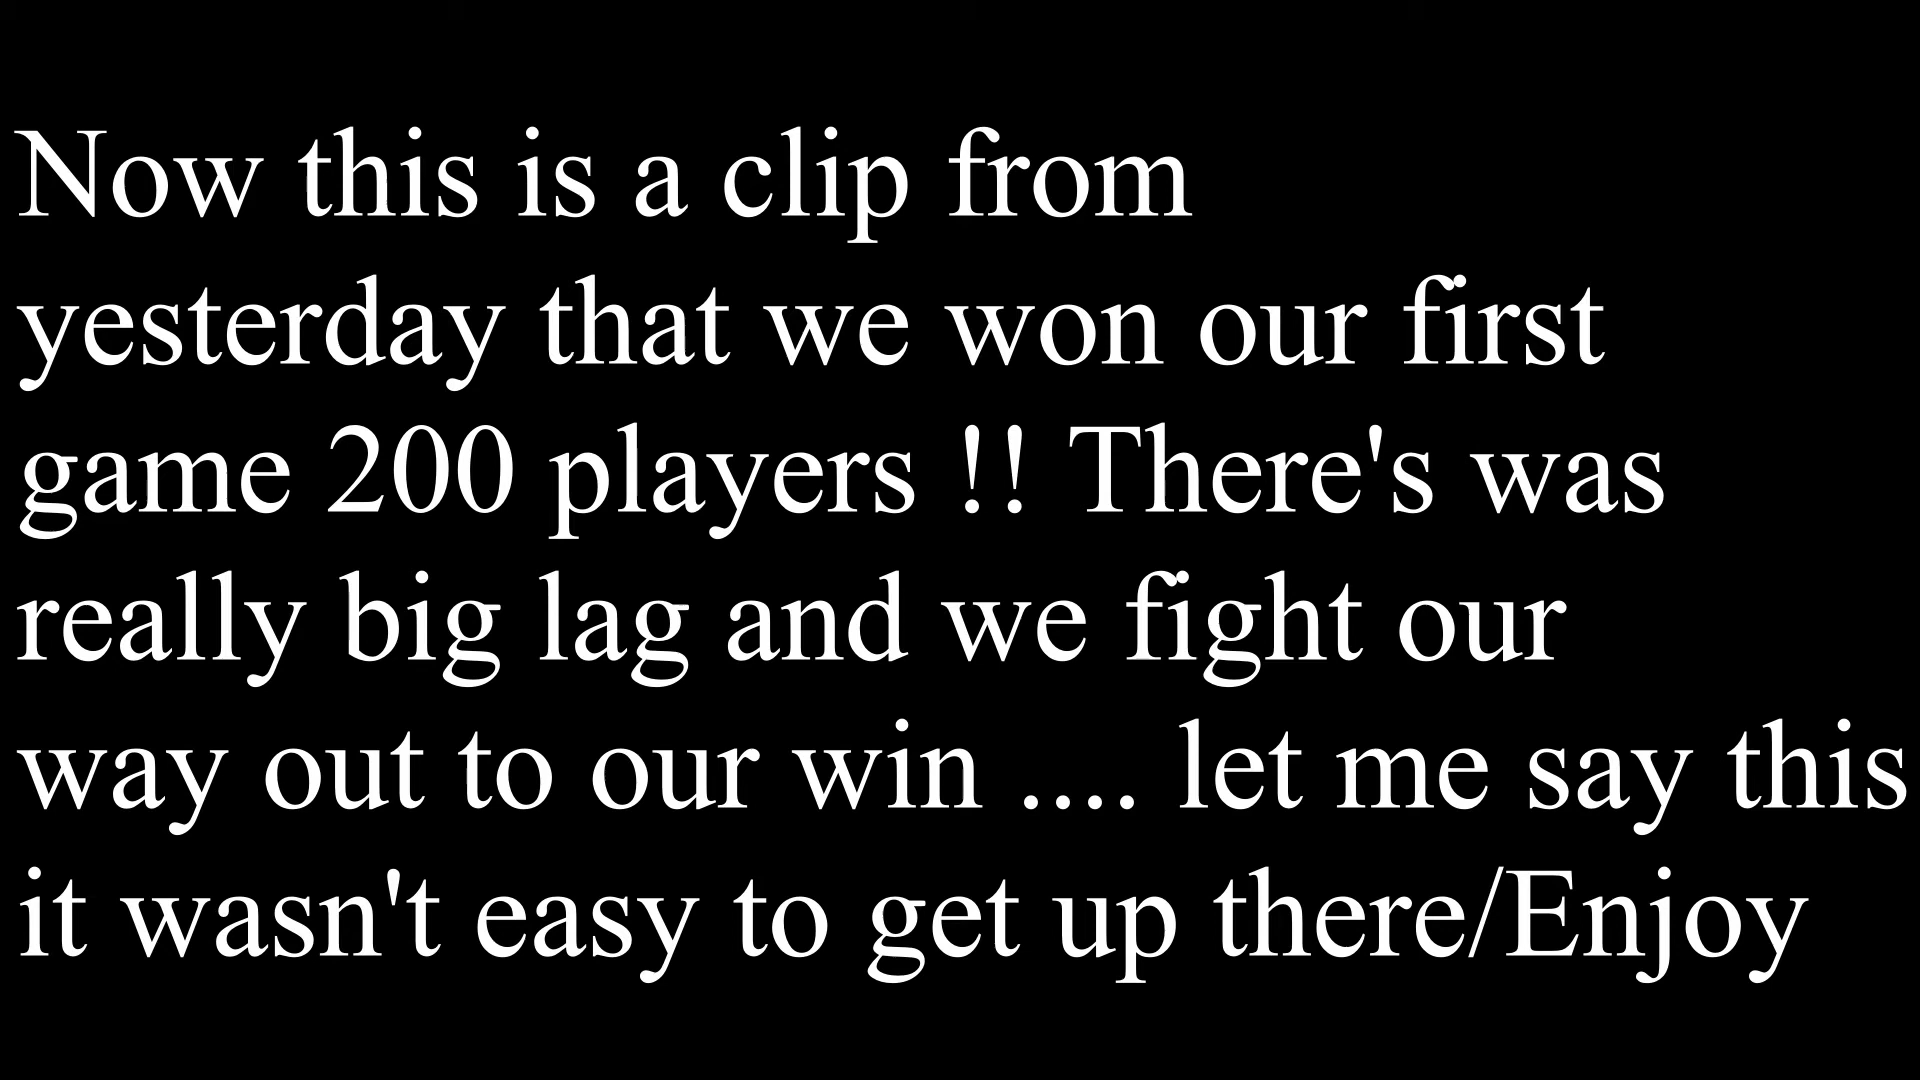 Now this is a clip from
yesterday that we won our first
game 200 players !! There's was
really big lag and we fight our
way out to our win .... let me say this
it wasn't easy to get up there/Enjoy